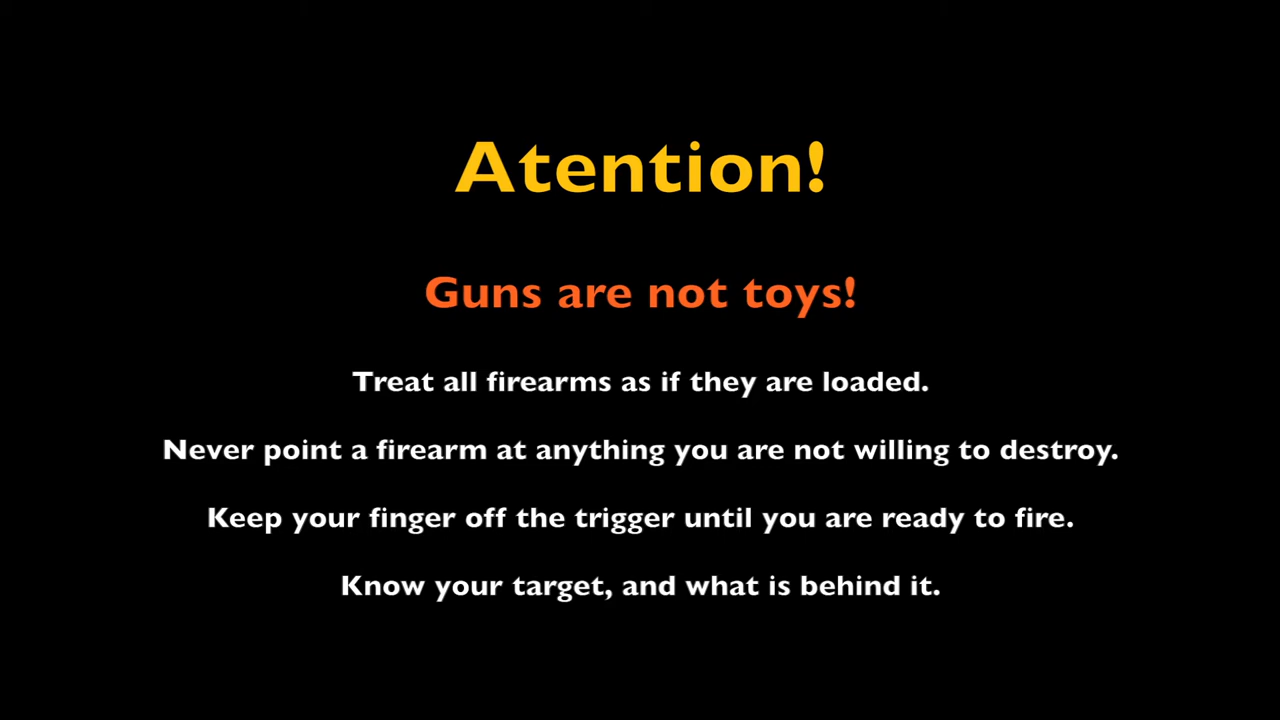 Atention!
Guns are not toys!
Treat all firearms as if they are loaded.
Never point a firearm at anything you are not willing to destroy.
Keep your finger off the trigger until you are ready to fire.
Know your target, and what is behind it.